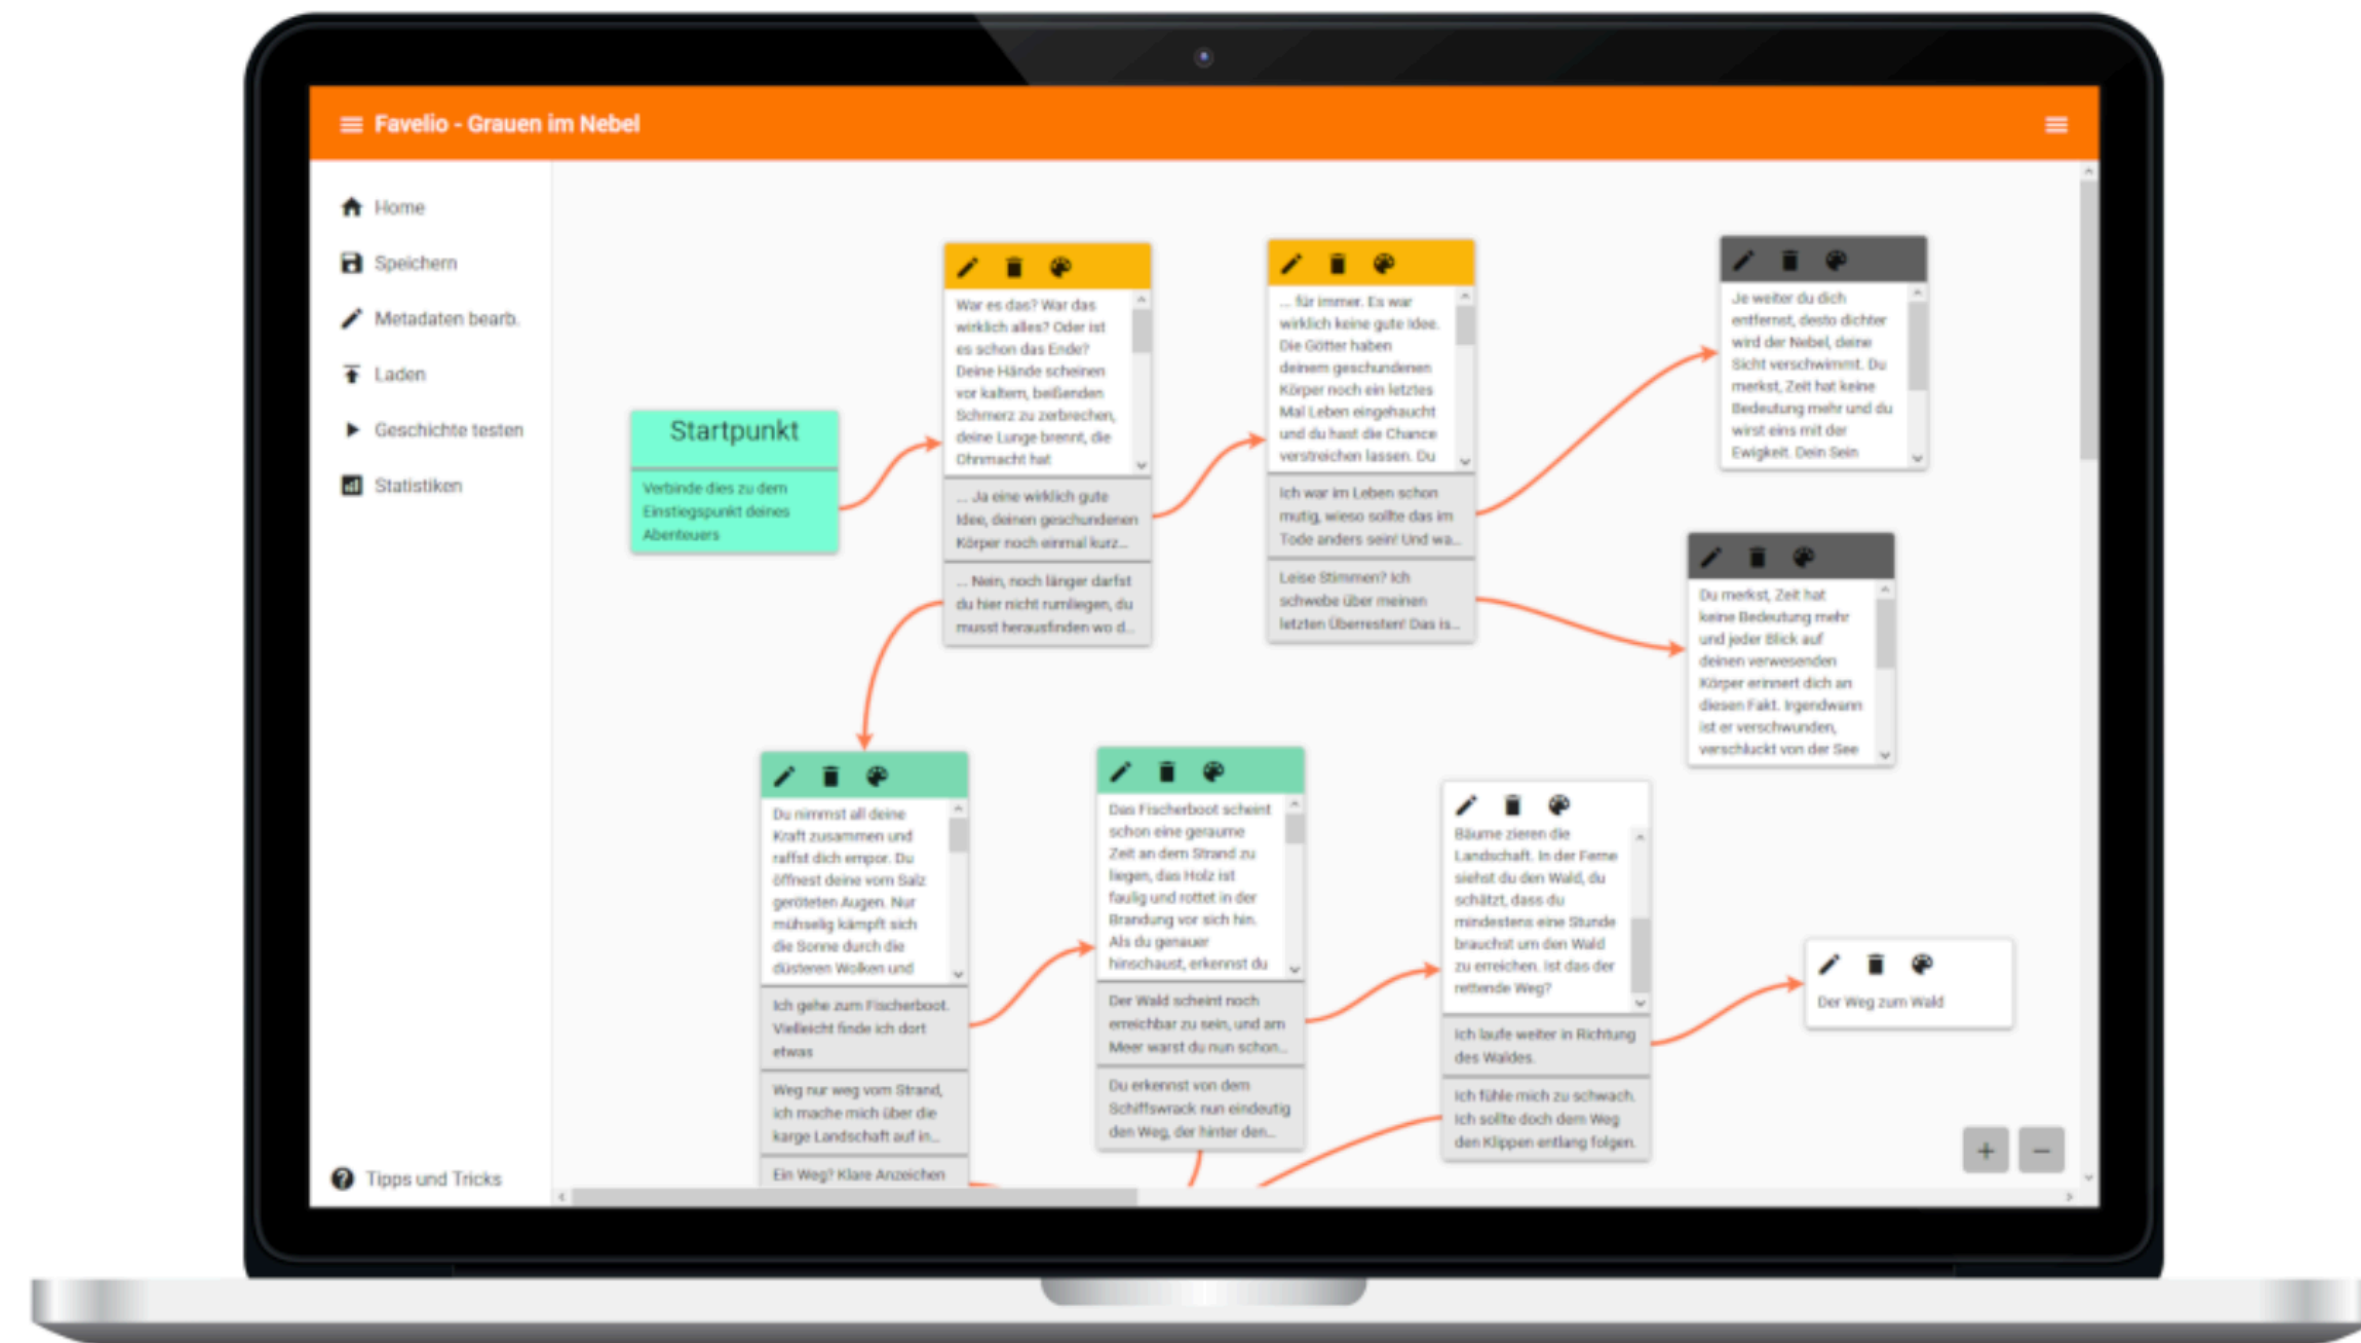 Favelio - Grauen im Nebel
Home
Speichern
Metadaten bearb.
Laden
Geschichte testen
Statistiken
Tipps und Tricks
Startpunkt
Verbinde dies zu dem
Einstiegspunkt deines
Abenteuers
War es das? War das
wirklich alles? Oder ist
es schon das Ende?
Deine Hände scheinen
vor kaltem, beißenden
Schmerz zu zerbrechen,
deine Lunge brennt, die
Ohnmacht hat
... Ja eine wirklich gute
Idee, deinen geschundenen
Körper noch einmal kurz...
... Nein, noch länger darfst
du hier nicht rumliegen, du
musst herausfinden wo d...
... für immer. Es war
wirklich keine gute Idee.
Die Götter haben
deinem geschundenen
Körper noch ein letztes
Mal Leben eingehaucht
und du hast die Chance
verstreichen lassen. Du
Ich war im Leben schon
mutig, wieso sollte das im
Tode anders sein! Und wa...
Leise Stimmen? Ich
schwebe über meinen
letzten Überresten! Das is...
Je weiter du dich
entfernst, desto dichter
wird der Nebel, deine
Sicht verschwimmt. Du
merkst, Zeit hat keine
Bedeutung mehr und du
wirst eins mit der
Ewigkeit. Dein Sein
Du merkst, Zeit hat
keine Bedeutung mehr
und jeder Blick auf
deinen verwesenden
Körper erinnert dich an
diesen Fakt. Irgendwann
ist er verschwunden,
verschluckt von der See
Du nimmst all deine
Kraft zusammen und
raffst dich empor. Du
öffnest deine vom Salz
geröteten Augen. Nur
mühselig kämpft sich
die Sonne durch die
düsteren Wolken und
Ich gehe zum Fischerboot.
Vielleicht finde ich dort
etwas
Weg nur weg vom Strand,
ich mache mich über die
karge Landschaft auf in...
Ein Weg? Klare Anzeichen
Das Fischerboot scheint
schon eine geraume
Zeit an dem Strand zu
liegen, das Holz ist
faulig und rottet in der
Brandung vor sich hin.
Als du genauer
hinschaust, erkennst du
Der Wald scheint noch
erreichbar zu sein, und am
Meer warst du nun schon...
Du erkennst von dem
Schiffswrack nun eindeutig
den Weg, der hinter den...
Bäume zieren die
Landschaft. In der Ferne
siehst du den Wald, du
schätzt, dass du
mindestens eine Stunde
brauchst um den Wald
zu erreichen. Ist das der
rettende Weg?
Ich laufe weiter in Richtung
des Waldes.
Ich fühle mich zu schwach.
Ich sollte doch dem Weg
den Klippen entlang folgen.
Der Weg zum Wald